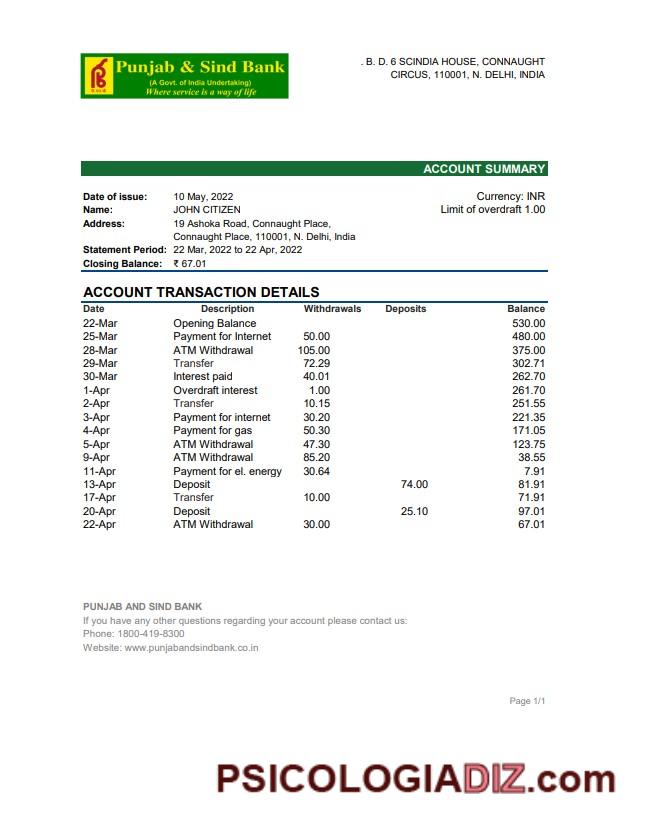 Punjab & Sind Bank
(A Govt. of India Undertaking)
Where service is a way of life
. B. D. 6 SCINDIA HOUSE, CONNAUGHT
CIRCUS, 110001, N. DELHI, INDIA
ACCOUNT SUMMARY
Date of issue: 10 May, 2022 Currency: INR
Name: JOHN CITIZEN Limit of overdraft 1.00
Address: 19 Ashoka Road, Connaught Place,
Connaught Place, 110001, N. Delhi, India
Statement Period: 22 Mar, 2022 to 22 Apr, 2022
Closing Balance: ₹ 67.01
ACCOUNT TRANSACTION DETAILS
Date Description Withdrawals Deposits Balance
22-Mar Opening Balance 530.00
25-Mar Payment for Internet 50.00 480.00
28-Mar ATM Withdrawal 105.00 375.00
29-Mar Transfer 72.29 302.71
30-Mar Interest paid 40.01 262.70
1-Apr Overdraft interest 1.00 261.70
2-Apr Transfer 10.15 251.55
3-Apr Payment for internet 30.20 221.35
4-Apr Payment for gas 50.30 171.05
5-Apr ATM Withdrawal 47.30 123.75
9-Apr ATM Withdrawal 85.20 38.55
11-Apr Payment for el. energy 30.64 7.91
13-Apr Deposit 74.00 81.91
17-Apr Transfer 10.00 71.91
20-Apr Deposit 25.10 97.01
22-Apr ATM Withdrawal 30.00 67.01
PUNJAB AND SIND BANK
If you have any other questions regarding your account please contact us:
Phone: 1800-419-8300
Website: www.punjabandsindbank.co.in
Page 1/1
PSICOLOGIADIZ.com